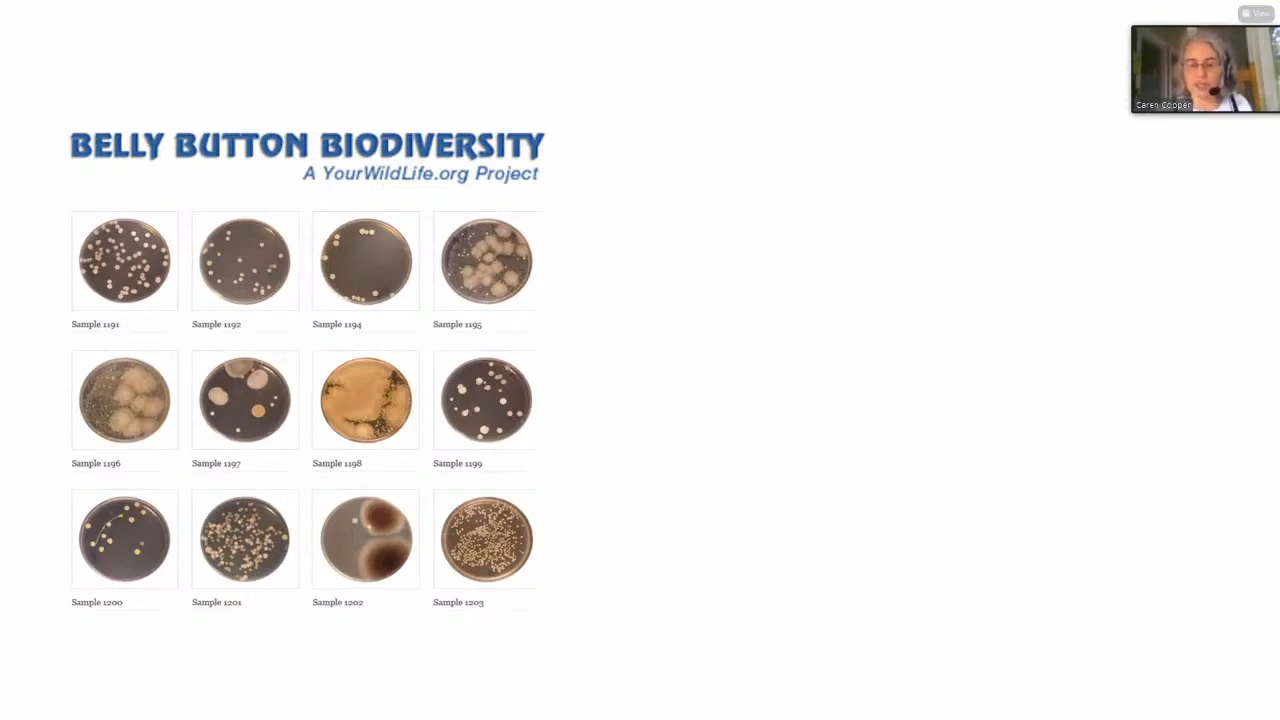 View
Caren Cooper
BELLY BUTTON BIODIVERSITY
A YourWildLife.org Project
Sample 1191
Sample 1192
Sample 1194
Sample 1195
Sample 1196
Sample 1197
Sample 1198
Sample 1199
Sample 1200
Sample 1201
Sample 1202
Sample 1203